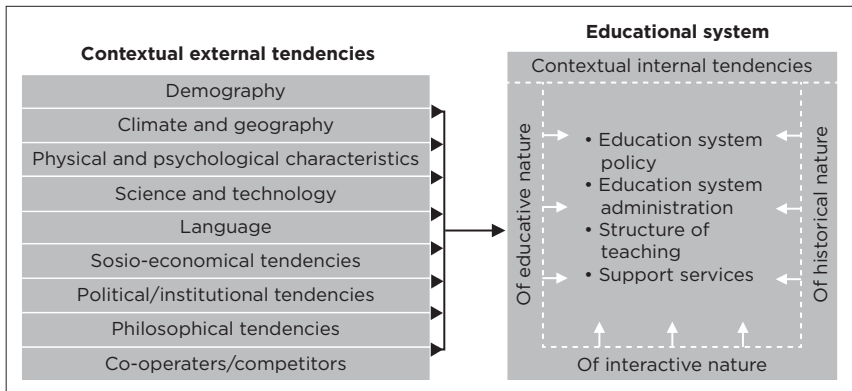 Contextual external tendencies
Demography
Climate and geography
Physical and psychological characteristics
Science and technology
Language
Sosio-economical tendencies
Political/institutional tendencies
Philosophical tendencies
Co-operaters/competitors
Educational system
Contextual internal tendencies
Of educative nature
• Education system
policy
• Education system
administration
• Structure of
teaching
• Support services
Of historical nature
Of interactive nature